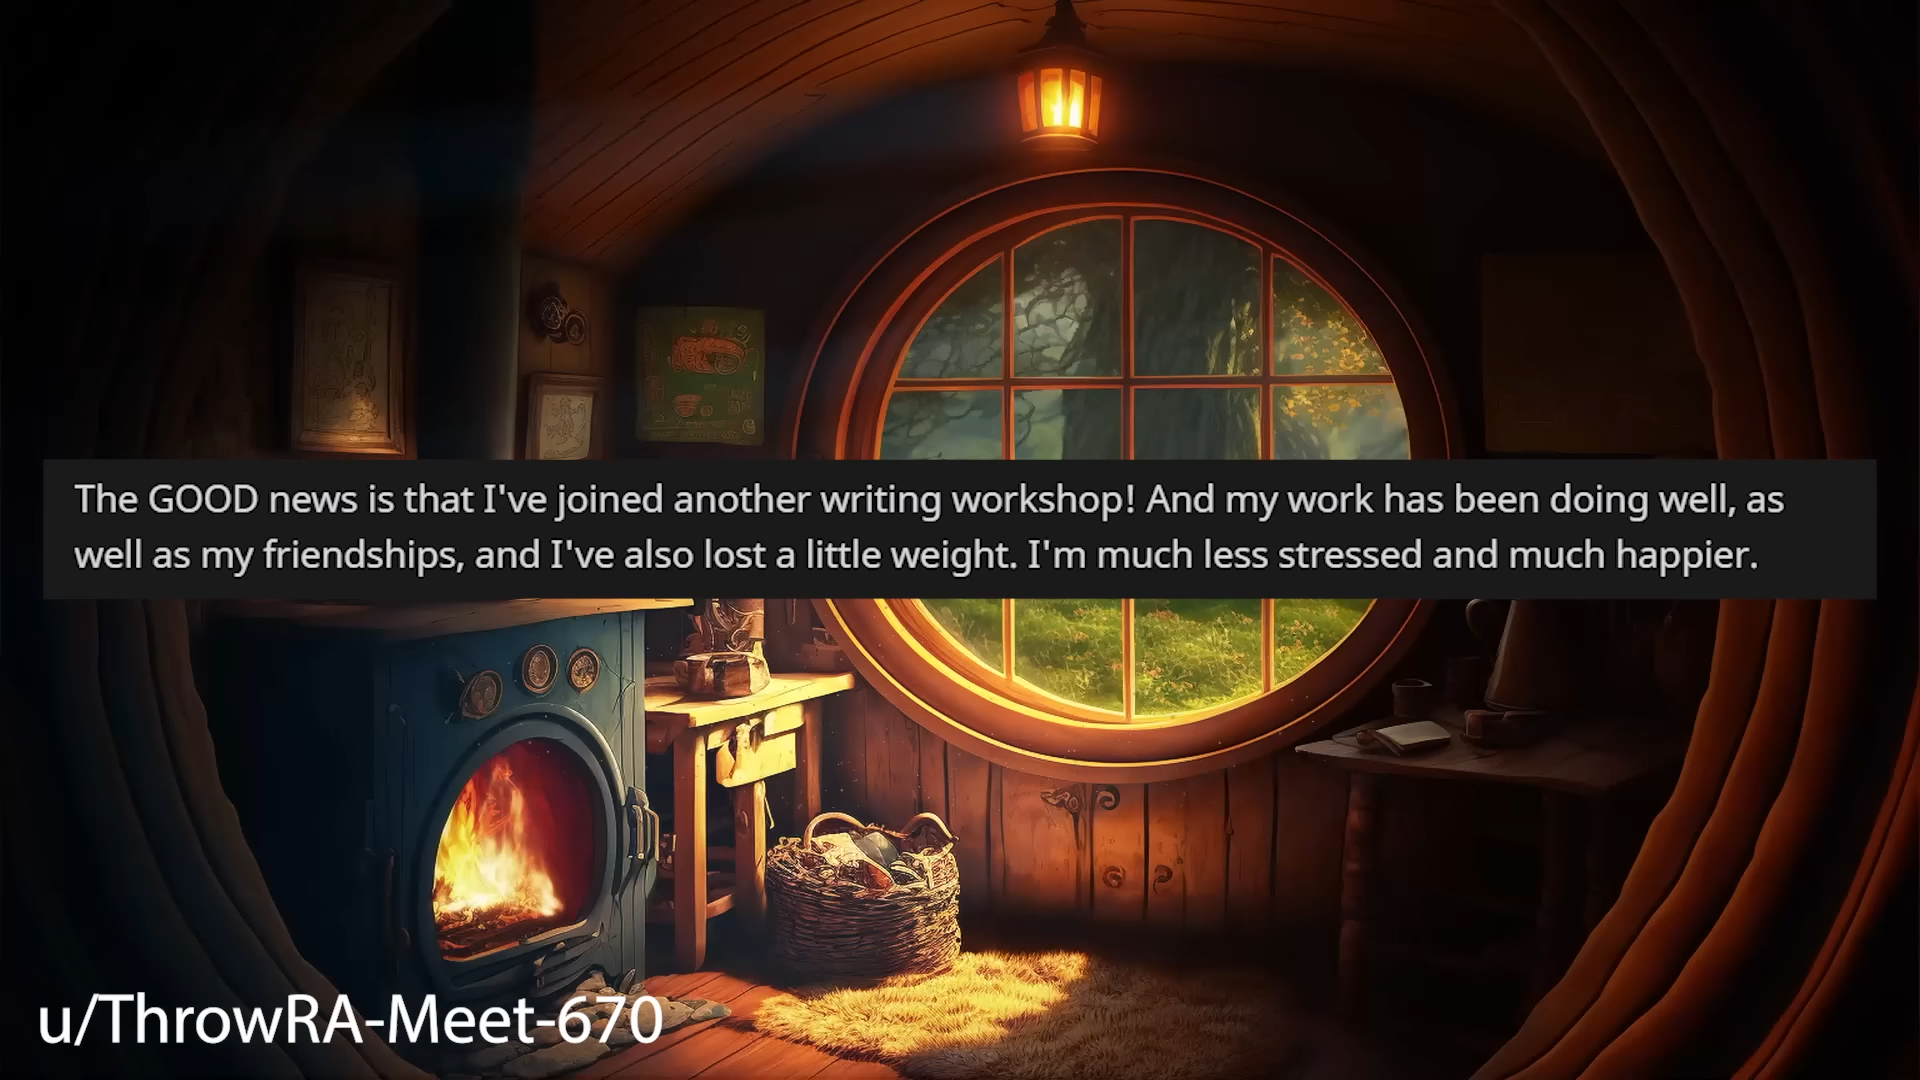 The GOOD news is that I've joined another writing workshop! And my work has been doing well, as
well as my friendships, and I've also lost a little weight. I'm much less stressed and much happier.
u/ThrowRA-Meet-670